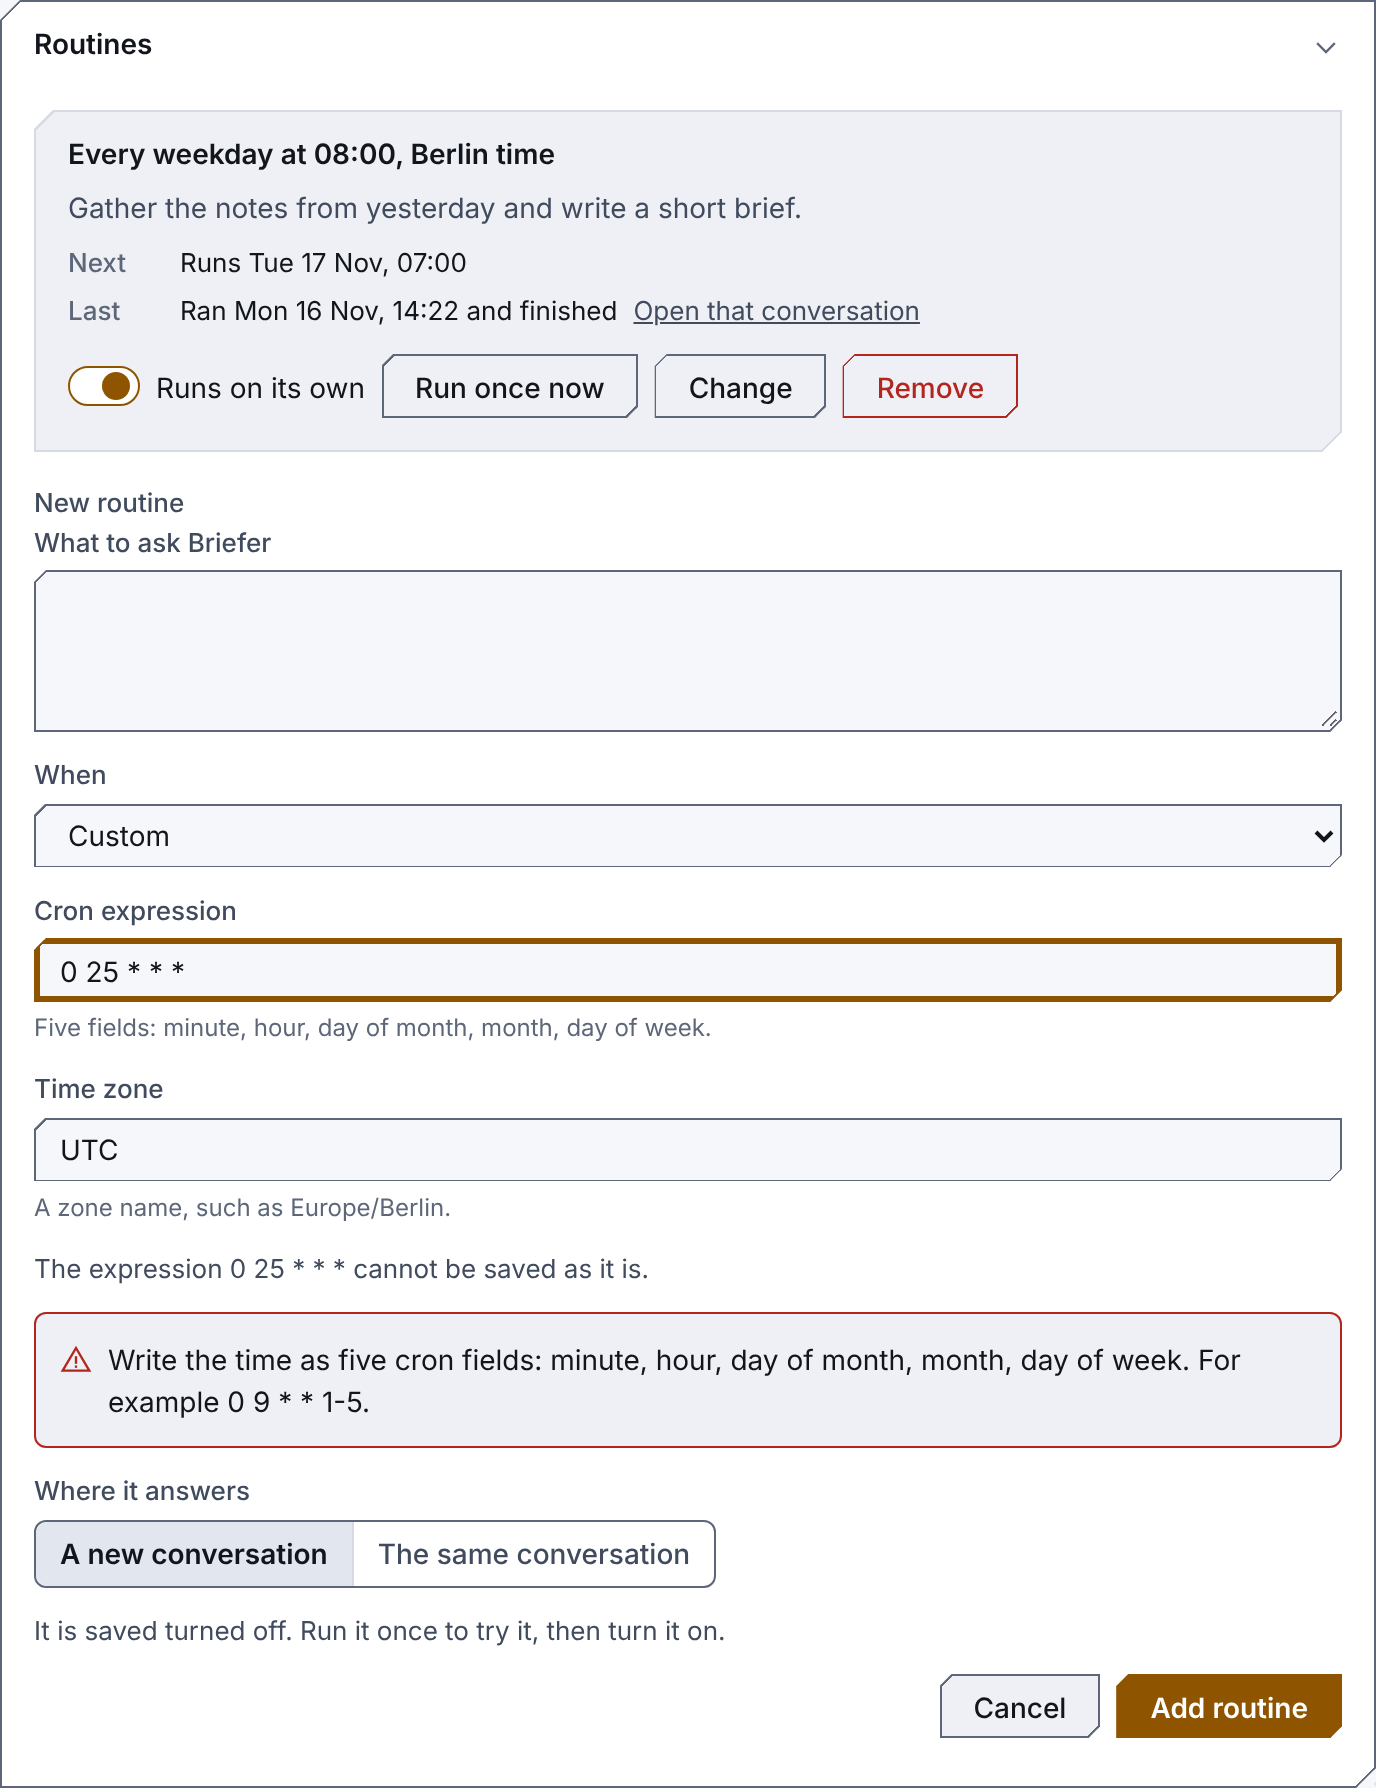 Routines
Every weekday at 08:00, Berlin time
Gather the notes from yesterday and write a short brief.
Next Runs Tue 17 Nov, 07:00
Last Ran Mon 16 Nov, 14:22 and finished Open that conversation
Runs on its own Run once now Change Remove
New routine
What to ask Briefer
When
Custom
Cron expression
0 25 * * *
Five fields: minute, hour, day of month, month, day of week.
Time zone
UTC
A zone name, such as Europe/Berlin.
The expression 0 25 * * * cannot be saved as it is.
Write the time as five cron fields: minute, hour, day of month, month, day of week. For
example 0 9 * * 1-5.
Where it answers
A new conversation The same conversation
It is saved turned off. Run it once to try it, then turn it on.
Cancel Add routine